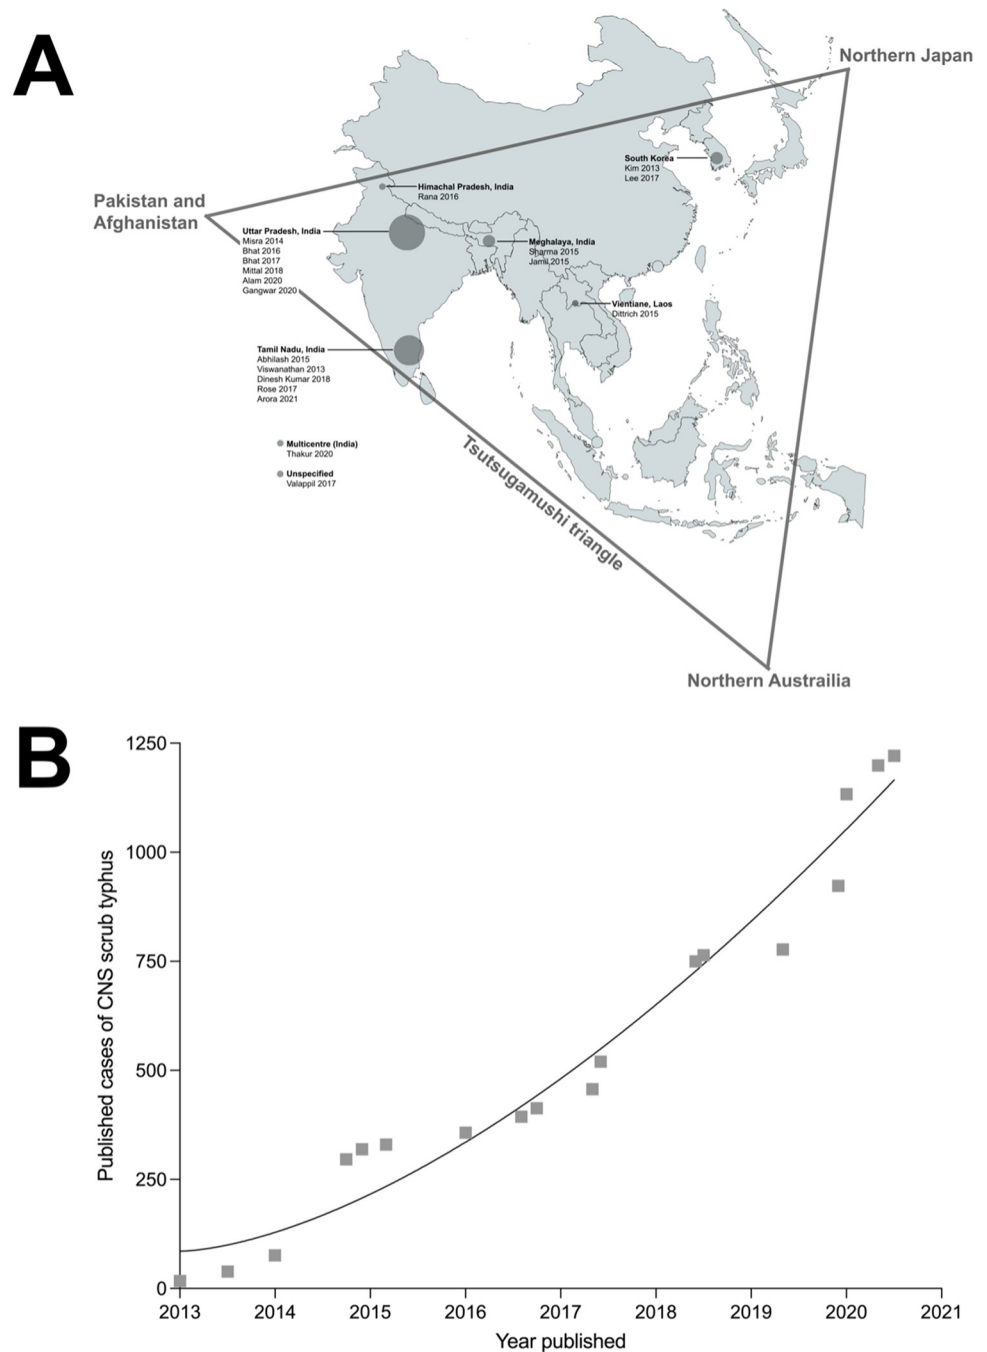 A
Northern Japan
South Korea
Kim 2013
Lee 2017
Himachal Pradesh, India
Rana 2016
Pakistan and
Afghanistan
Uttar Pradesh, India
Misra 2014
Bhat 2016
Bhat 2017
Mittal 2018
Alam 2020
Gangwar 2020
Meghalaya, India
Sharma 2015
Jamil 2015
Vientiane, Laos
Dittrich 2015
Tamil Nadu, India
Abhilash 2015
Viswanathan 2013
Dinesh Kumar 2018
Rose 2017
Arora 2021
Multicentre (India)
Thakur 2020
Unspecified
Valappil 2017
Tsutsugamushi triangle
Northern Austrailia
B
Published cases of CNS scrub typhus
1250
1000
750
500
250
0
2013 2014 2015 2016 2017 2018 2019 2020 2021
Year published